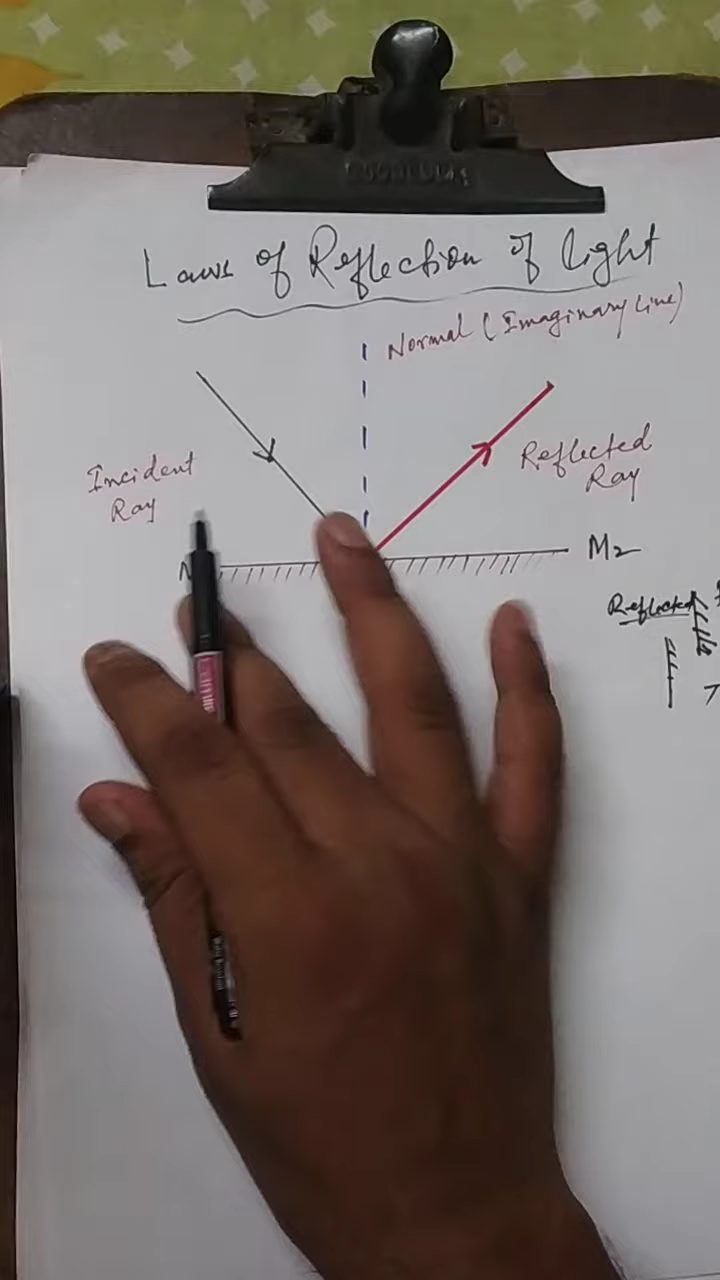 Laws of Reflection of light
Normal (Imaginary line)
Incident
Ray
Reflected
Ray
M2
Reflected